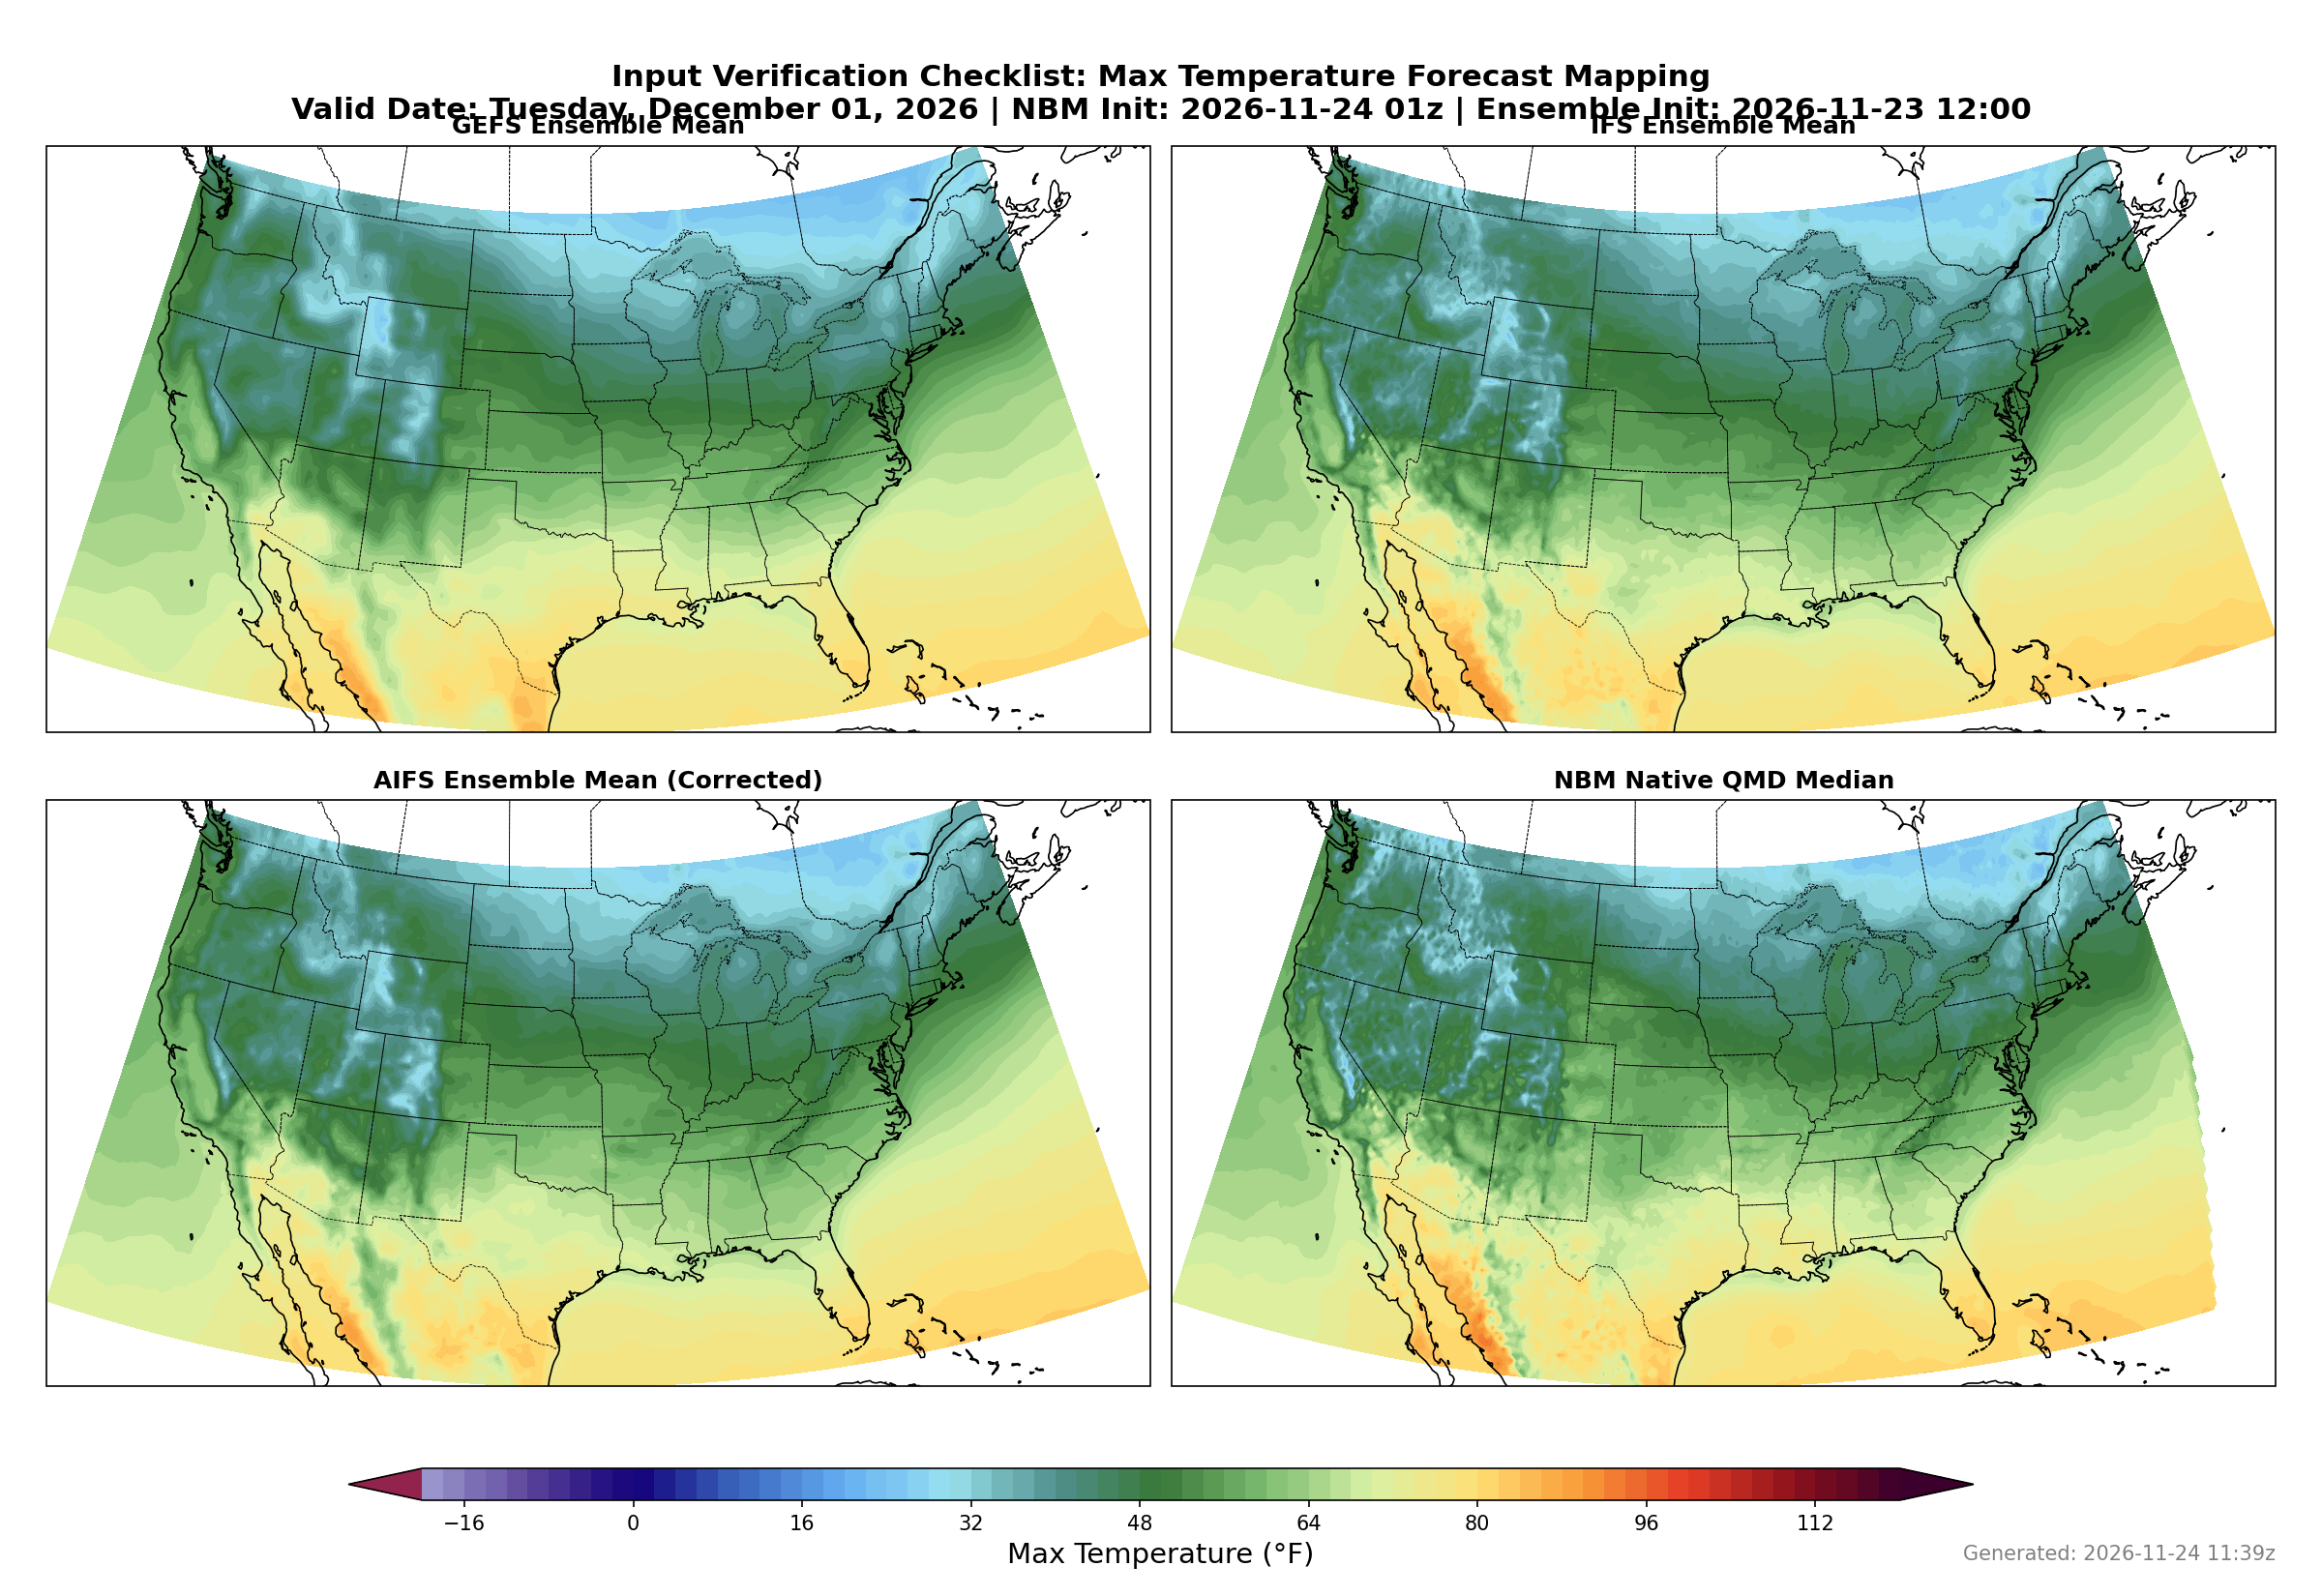 Input Verification Checklist: Max Temperature Forecast Mapping
Valid Date: Tuesday, December 01, 2026 | NBM Init: 2026-11-24 01z | Ensemble Init: 2026-11-23 12:00
GEFS Ensemble Mean
IFS Ensemble Mean
AIFS Ensemble Mean (Corrected)
NBM Native QMD Median
−16 0 16 32 48 64 80 96 112
Max Temperature (°F)
Generated: 2026-11-24 11:39z